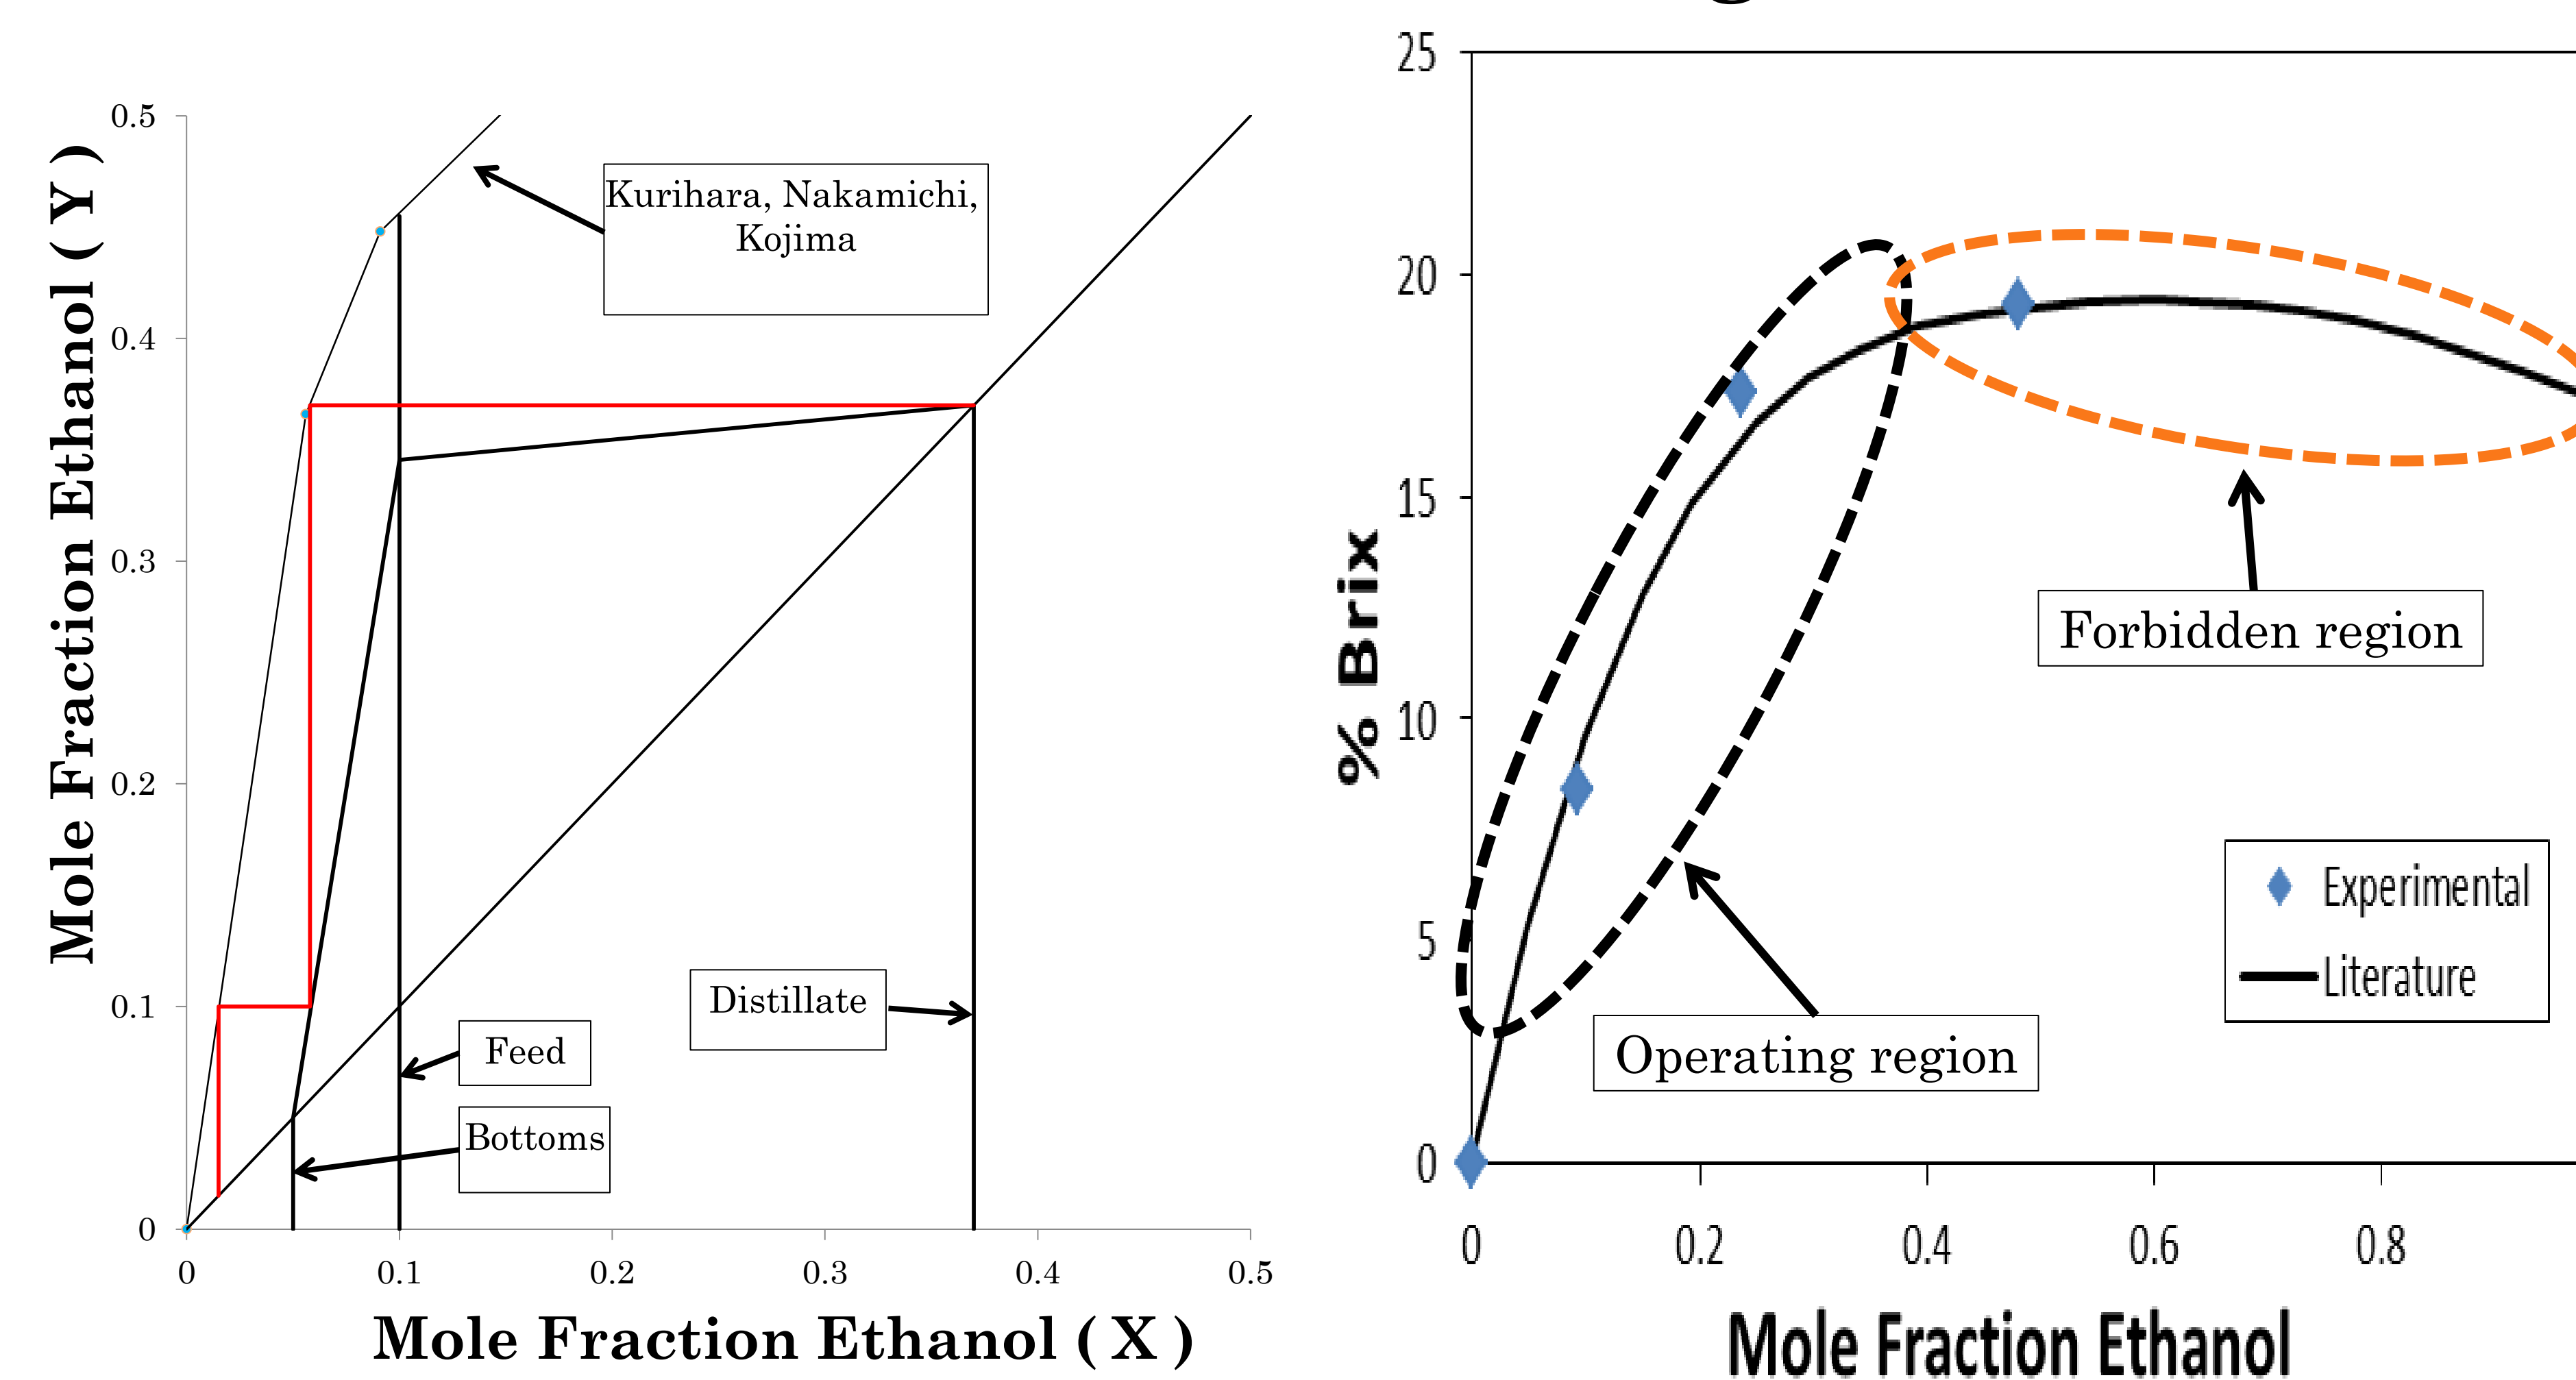 0.5
0.4
0.3
0.2
0.1
0
0
0.1
0.2
0.3
0.4
0.5
Mole Fraction Ethanol ( Y )
Mole Fraction Ethanol ( X )
Kurihara, Nakamichi,
Kojima
Distillate
Feed
Bottoms
25
20
15
10
5
0
0
0.2
0.4
0.6
0.8
% Brix
Mole Fraction Ethanol
Forbidden region
Operating region
Experimental
Literature